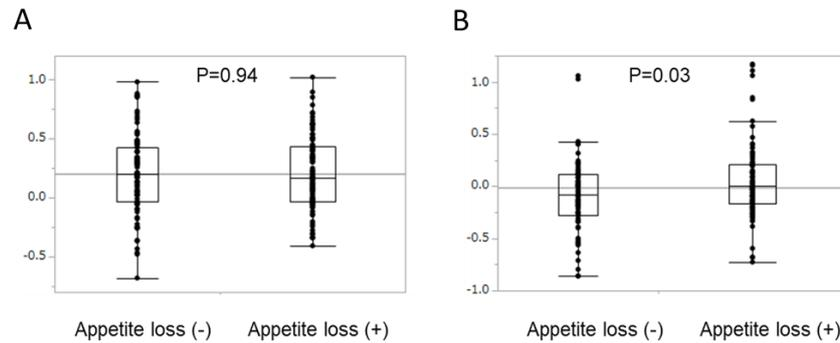 A
P=0.94
1.0
0.5
0.0
-0.5
Appetite loss (-) Appetite loss (+)
B
P=0.03
1.0
0.5
0.0
-0.5
-1.0
Appetite loss (-) Appetite loss (+)